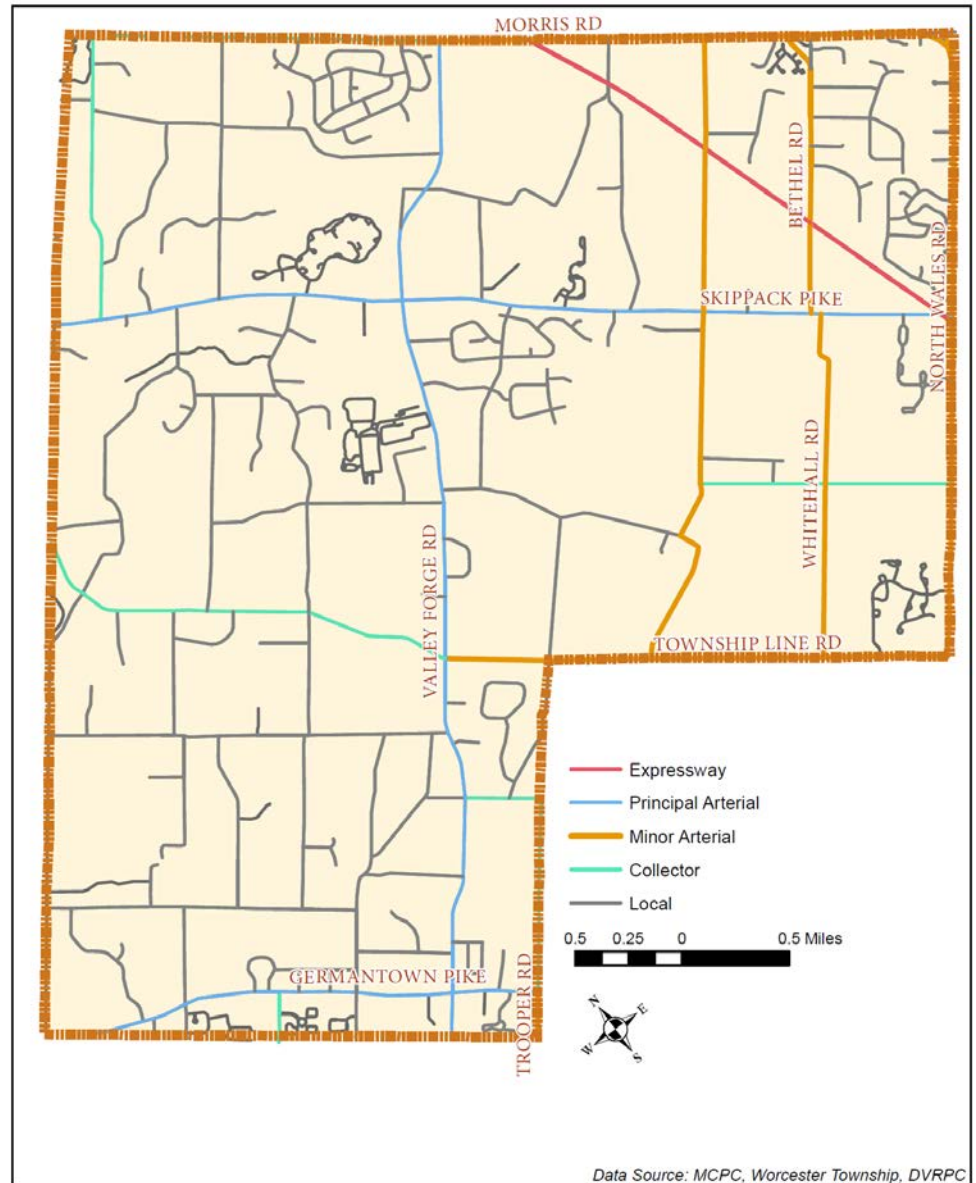 MORRIS RD
BETHEL RD
NORTH WALES RD
SKIPPACK PIKE
WHITEHALL RD
VALLEY FORGE RD
TOWNSHIP LINE RD
Expressway
Principal Arterial
Minor Arterial
Collector
Local
0.5 0.25 0 0.5 Miles
GERMANTOWN PIKE
TROOPER RD
N
E
W
S
Data Source: MCPC, Worcester Township, DVRPC